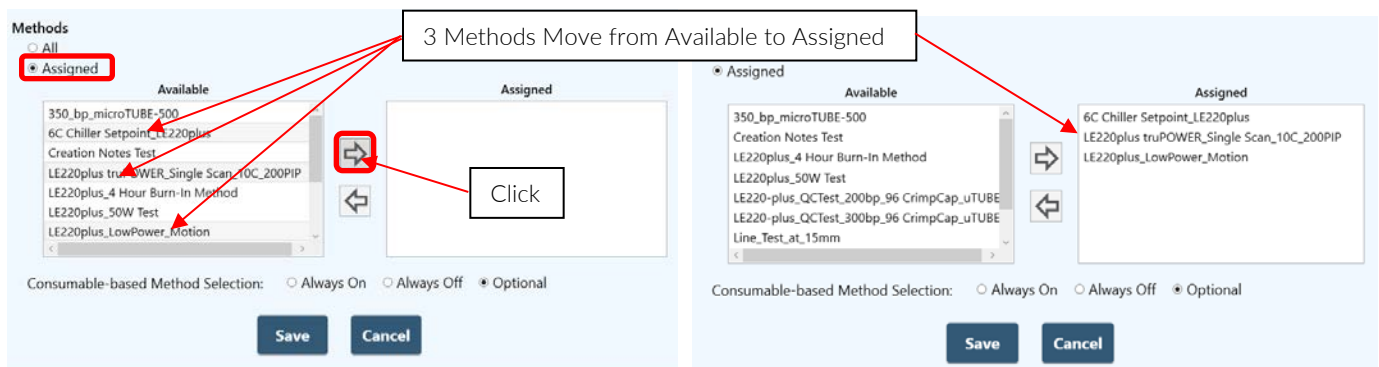 3 Methods Move from Available to Assigned
Methods
All
Assigned
Available
Assigned
350_bp_microTUBE-500
6C Chiller Setpoint_LE220plus
Creation Notes Test
LE220plus truPOWER_Single Scan_10C_200PIP
LE220plus_4 Hour Burn-In Method
LE220plus_50W Test
LE220plus_LowPower_Motion
Click
Consumable-based Method Selection: Always On Always Off Optional
Save Cancel
Assigned
Available
Assigned
350_bp_microTUBE-500
Creation Notes Test
LE220plus_4 Hour Burn-In Method
LE220plus_50W Test
LE220-plus_QCTest_200bp_96 CrimpCap_uTUBE
LE220-plus_QCTest_300bp_96 CrimpCap_uTUBE
Line_Test_at_15mm
6C Chiller Setpoint_LE220plus
LE220plus truPOWER_Single Scan_10C_200PIP
LE220plus_LowPower_Motion
Consumable-based Method Selection: Always On Always Off Optional
Save Cancel